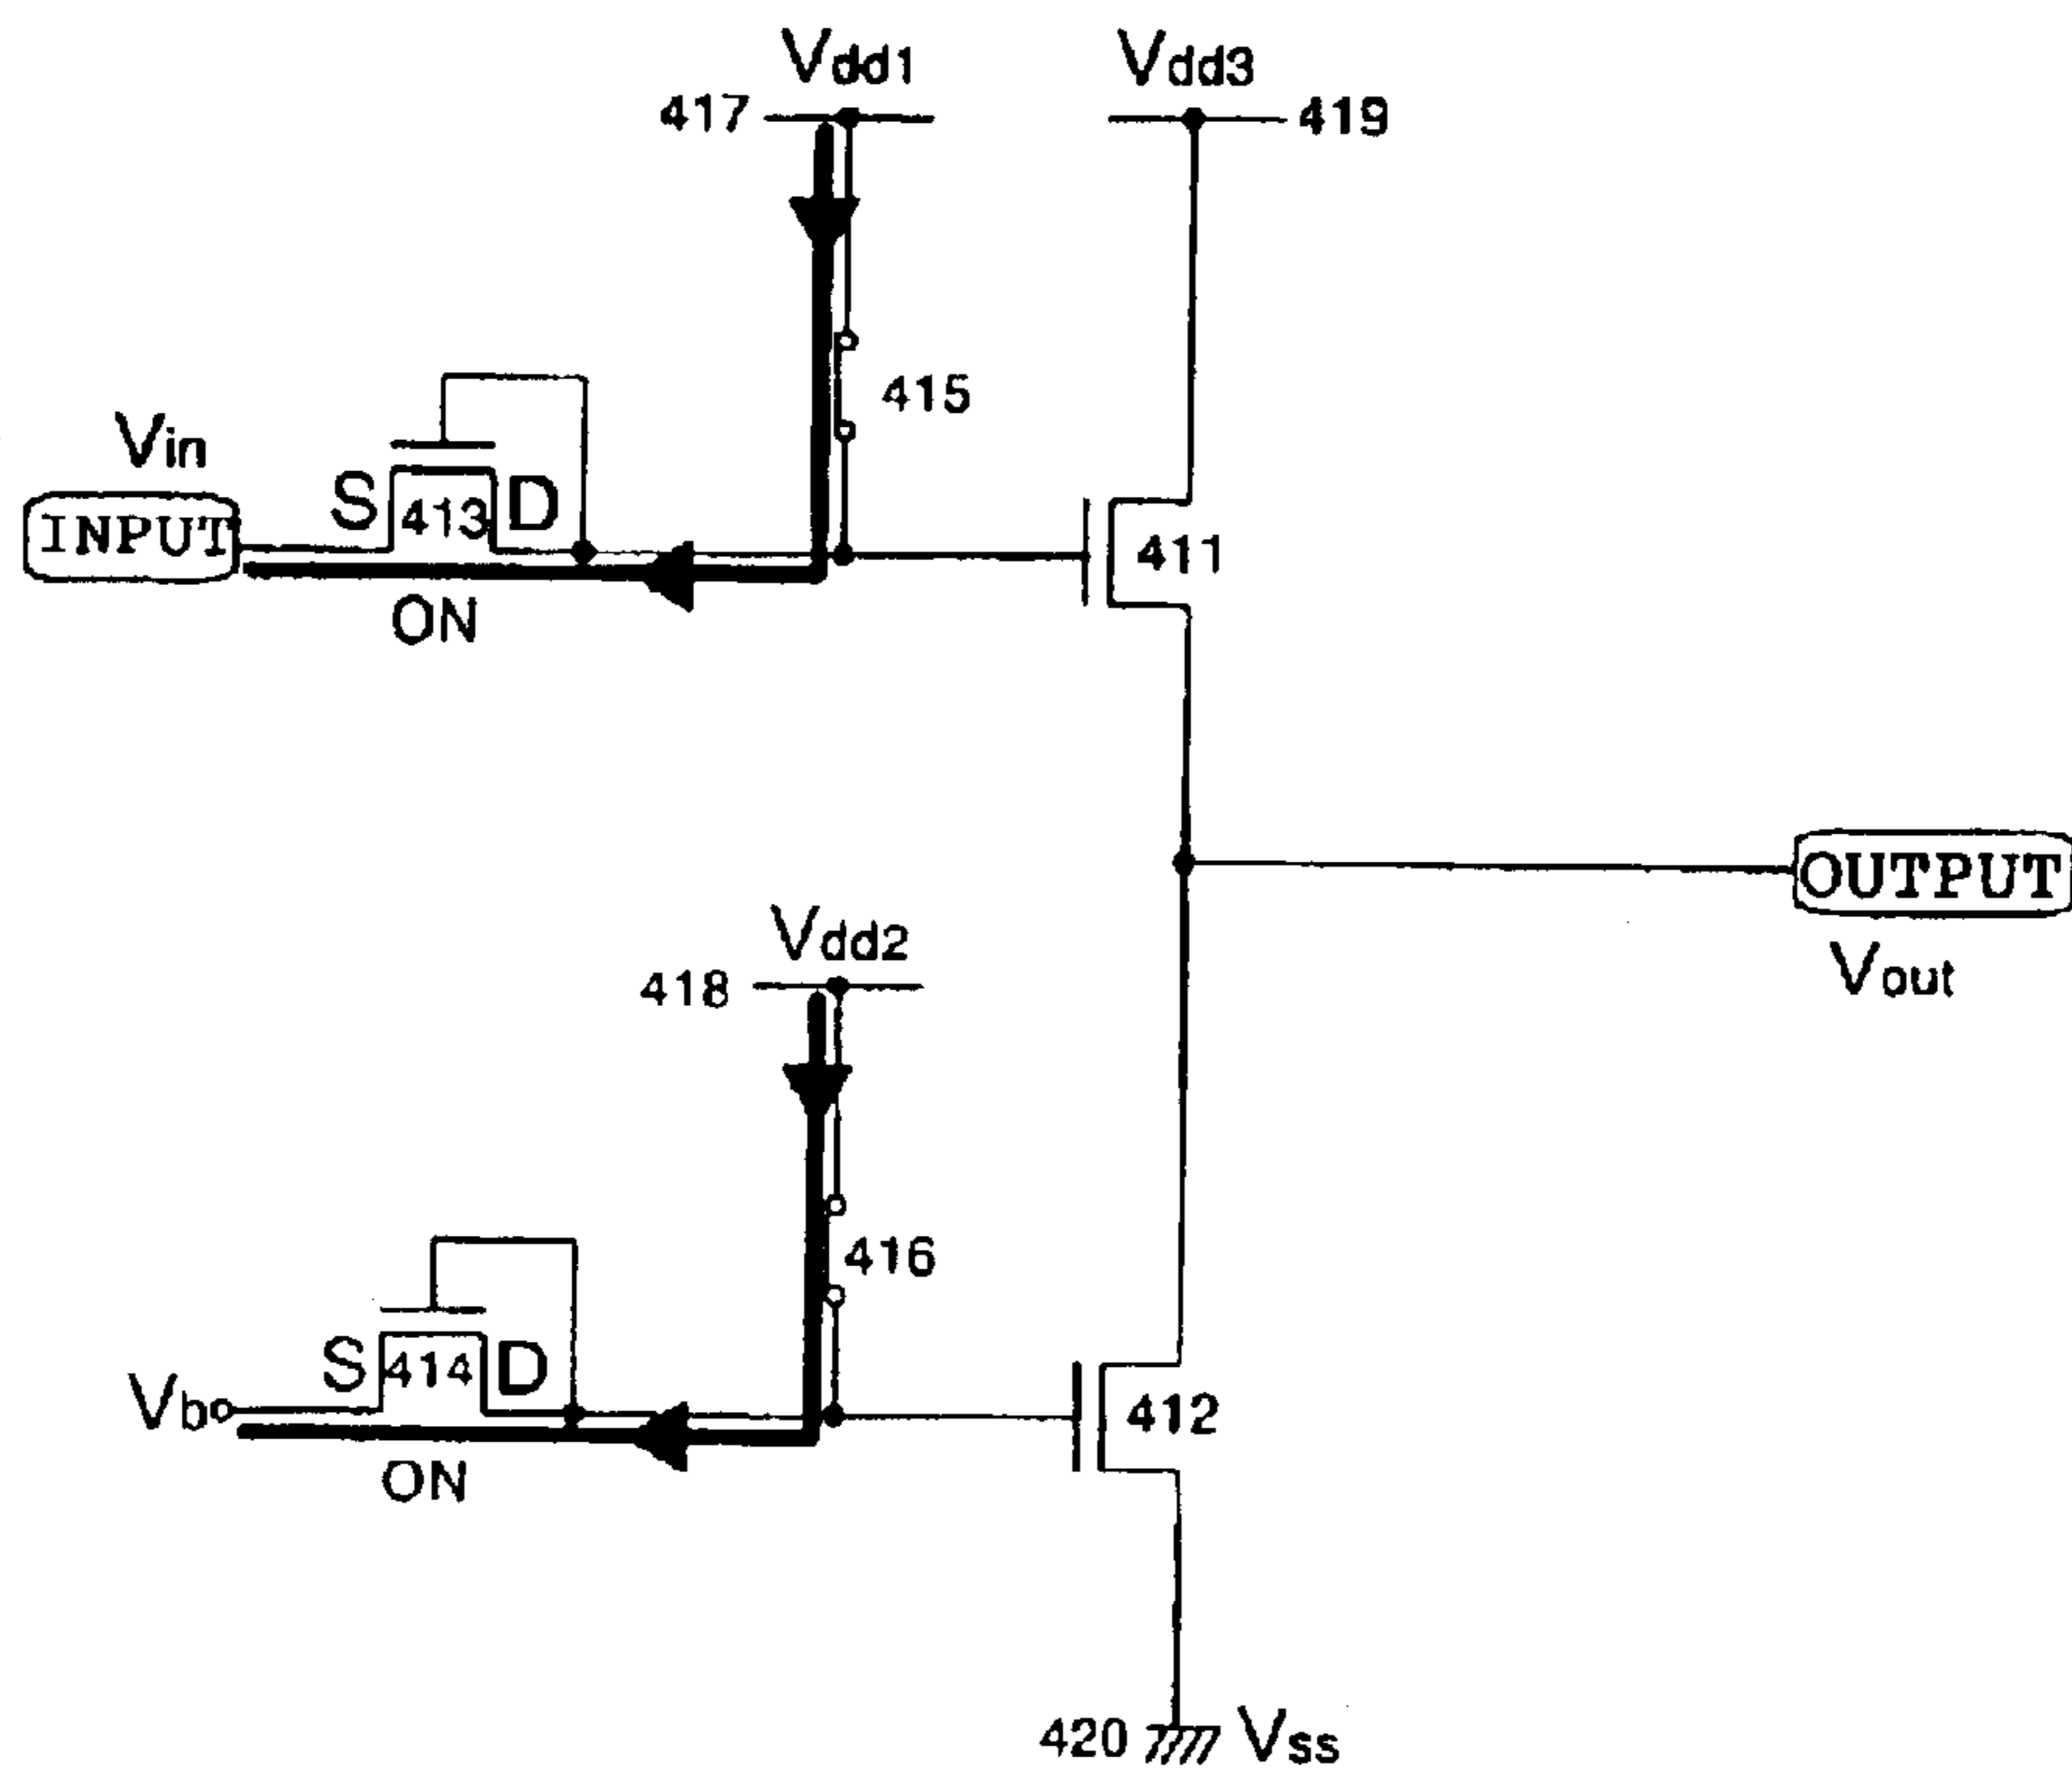 Vdd1
Vdd3
417
419
415
Vin
S
413
D
INPUT
411
ON
OUTPUT
Vdd2
418
Vout
416
S
414
D
Vb
412
ON
420
Vss